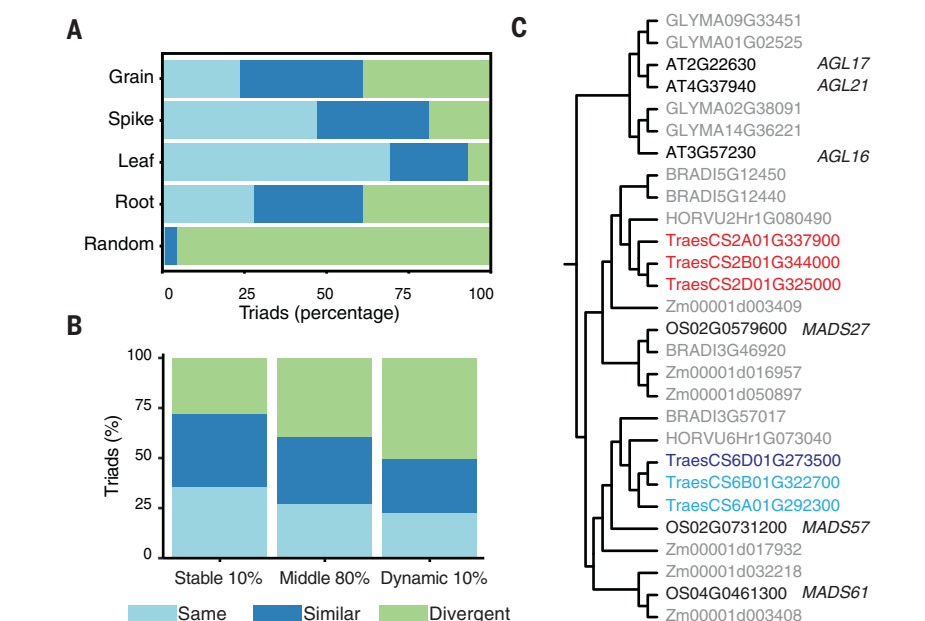 A
Grain
Spike
Leaf
Root
Random
0 25 50 75 100
Triads (percentage)
B
100
75
50
25
0
Triads (%)
Stable 10% Middle 80% Dynamic 10%
Same Similar Divergent
C
GLYMA09G33451
GLYMA01G02525
AT2G22630 AGL17
AT4G37940 AGL21
GLYMA02G38091
GLYMA14G36221
AT3G57230 AGL16
BRADI5G12450
BRADI5G12440
HORVU2Hr1G080490
TraesCS2A01G337900
TraesCS2B01G344000
TraesCS2D01G325000
Zm00001d003409
OS02G0579600 MADS27
BRADI3G46920
Zm00001d016957
Zm00001d050897
BRADI3G57017
HORVU6Hr1G073040
TraesCS6D01G273500
TraesCS6B01G322700
TraesCS6A01G292300
OS02G0731200 MADS57
Zm00001d017932
Zm00001d032218
OS04G0461300 MADS61
Zm00001d003408